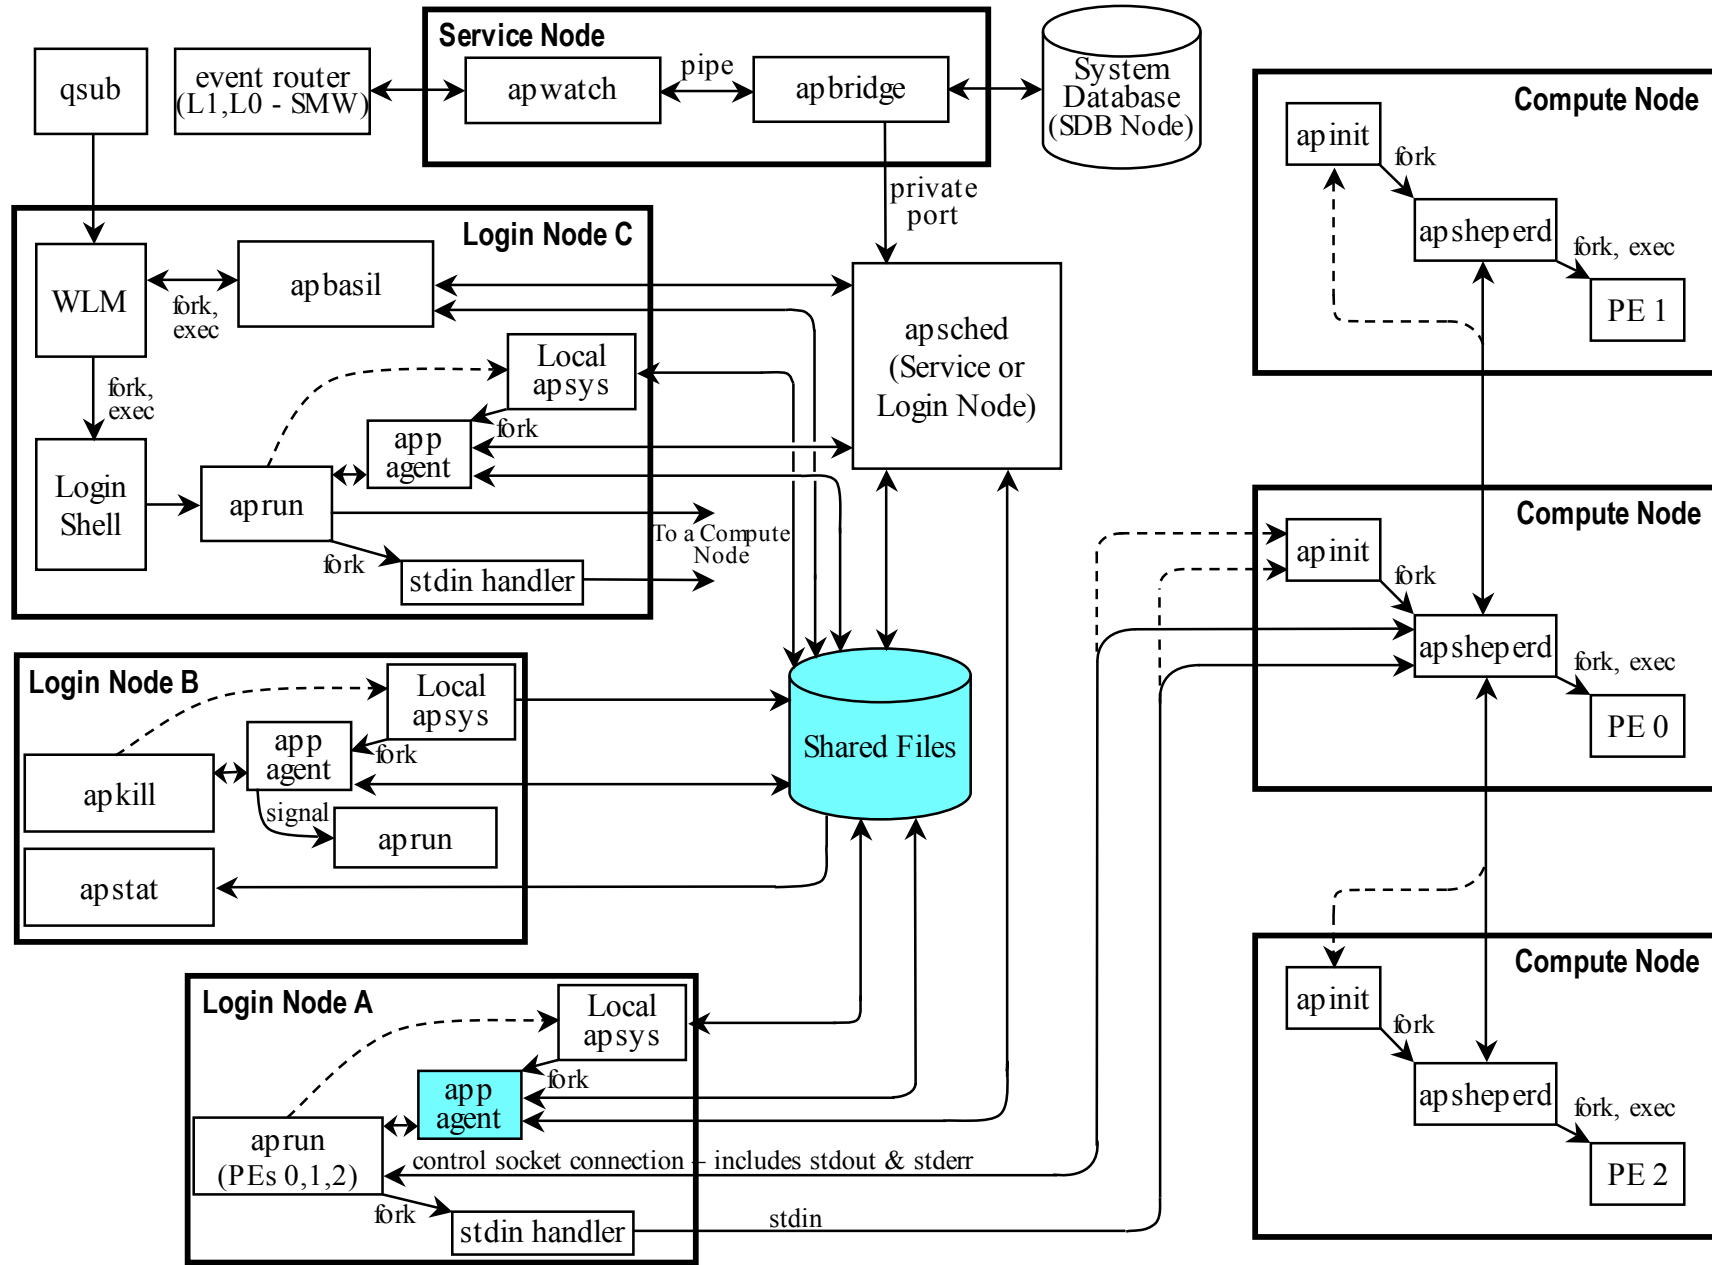 Service Node
qsub
event router
(L1,L0 - SMW)
apwatch
pipe
apbridge
System
Database
(SDB Node)
private
port
Login Node C
WLM
fork,
exec
apbasil
fork,
exec
Login
Shell
aprun
Local
apsys
fork
app
agent
fork
stdin handler
To a Compute
Node
apsched
(Service or
Login Node)
Login Node B
Local
apsys
fork
app
agent
apkill
signal
aprun
apstat
Shared Files
Login Node A
Local
apsys
fork
app
agent
aprun
(PEs 0,1,2)
control socket connection – includes stdout & stderr
fork
stdin handler
stdin
Compute Node
apinit
fork
apsheperd
fork, exec
PE 1
Compute Node
apinit
fork
apsheperd
fork, exec
PE 0
Compute Node
apinit
fork
apsheperd
fork, exec
PE 2